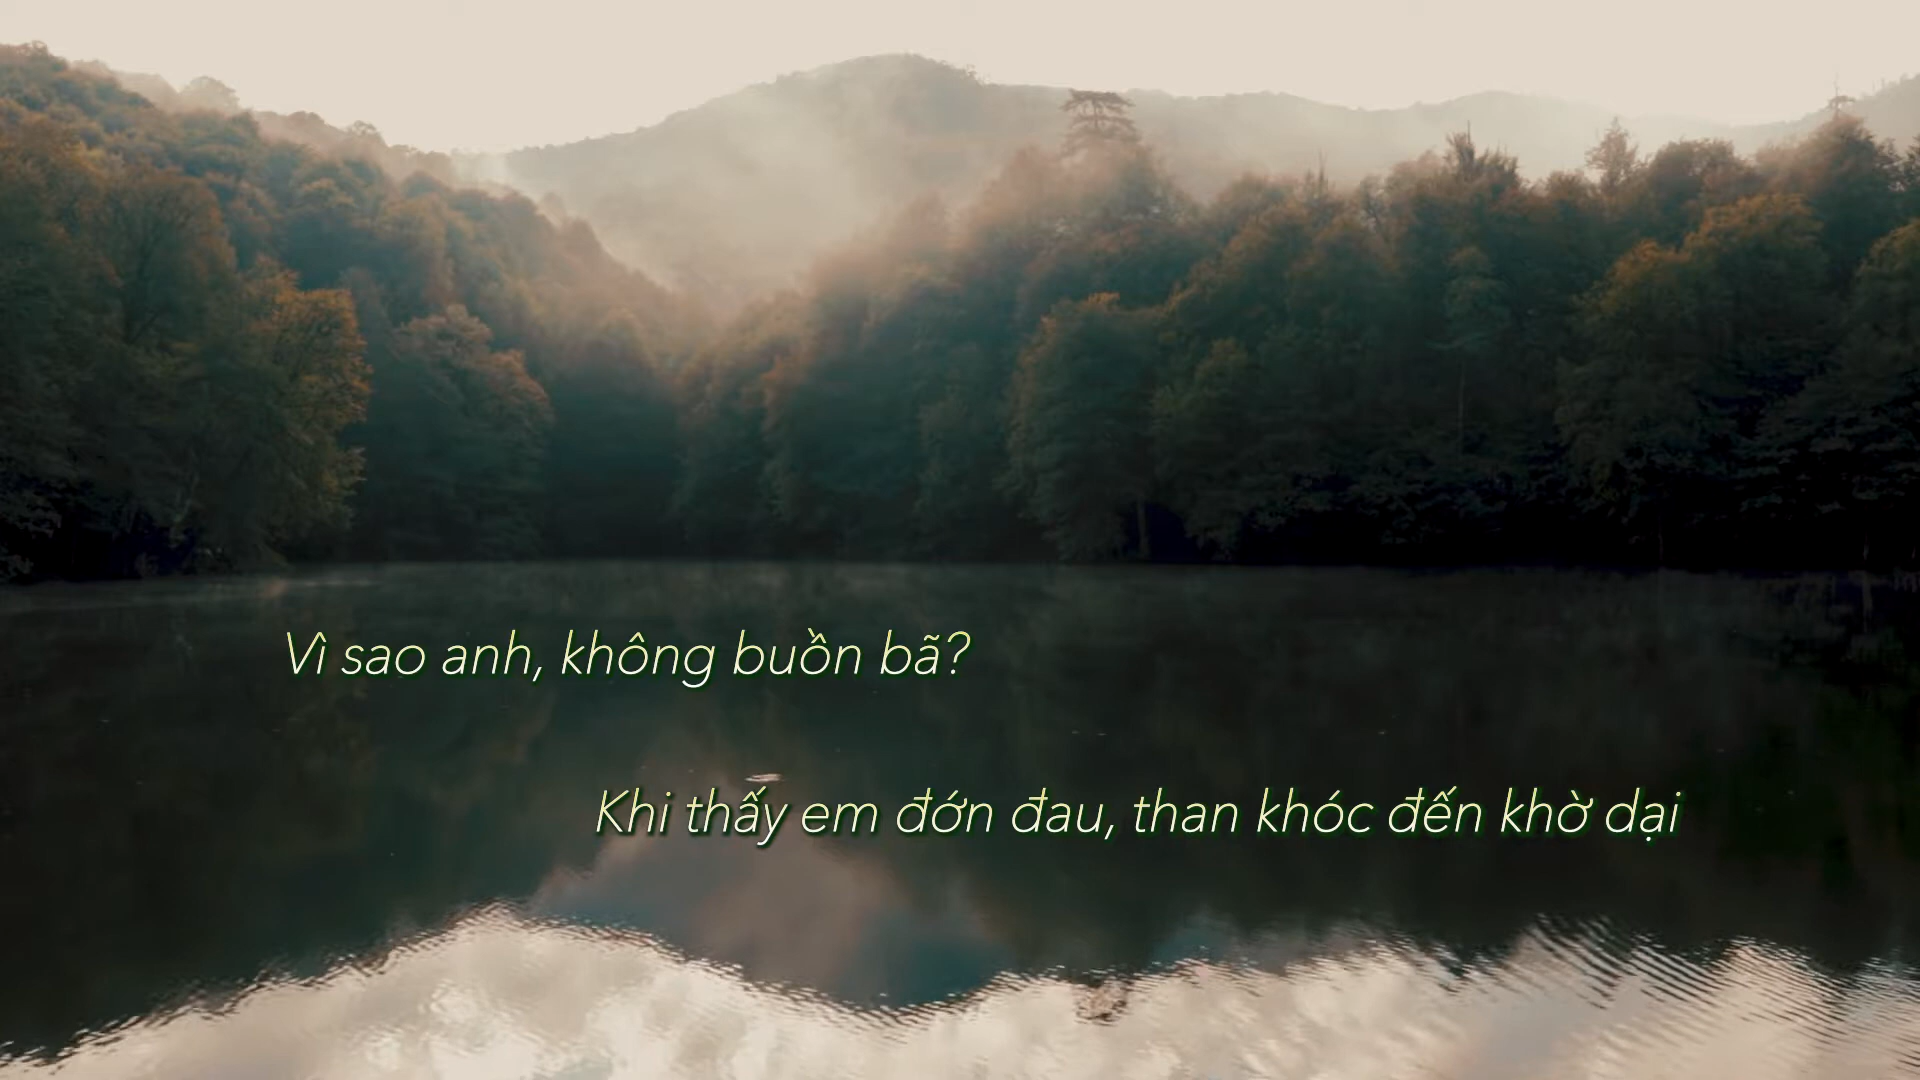 Vì sao anh, không buồn bã?
Khi thấy em đớn đau, than khóc đến khờ dại